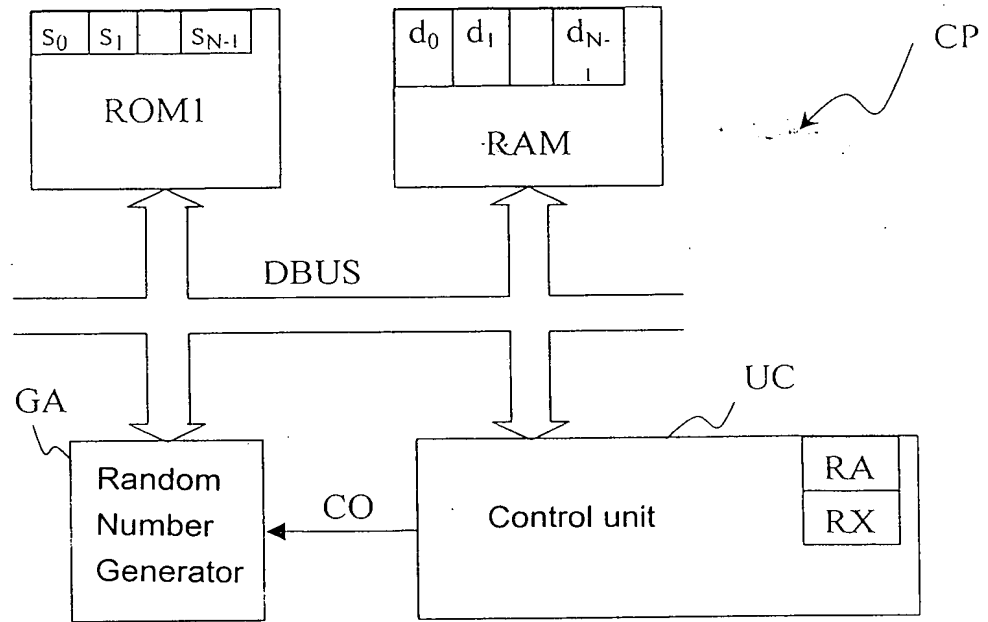 s0 s1 sN-1
ROM1
d0 d1 dN-1
RAM
CP
DBUS
GA
Random
Number
Generator
CO
UC
Control unit
RA
RX